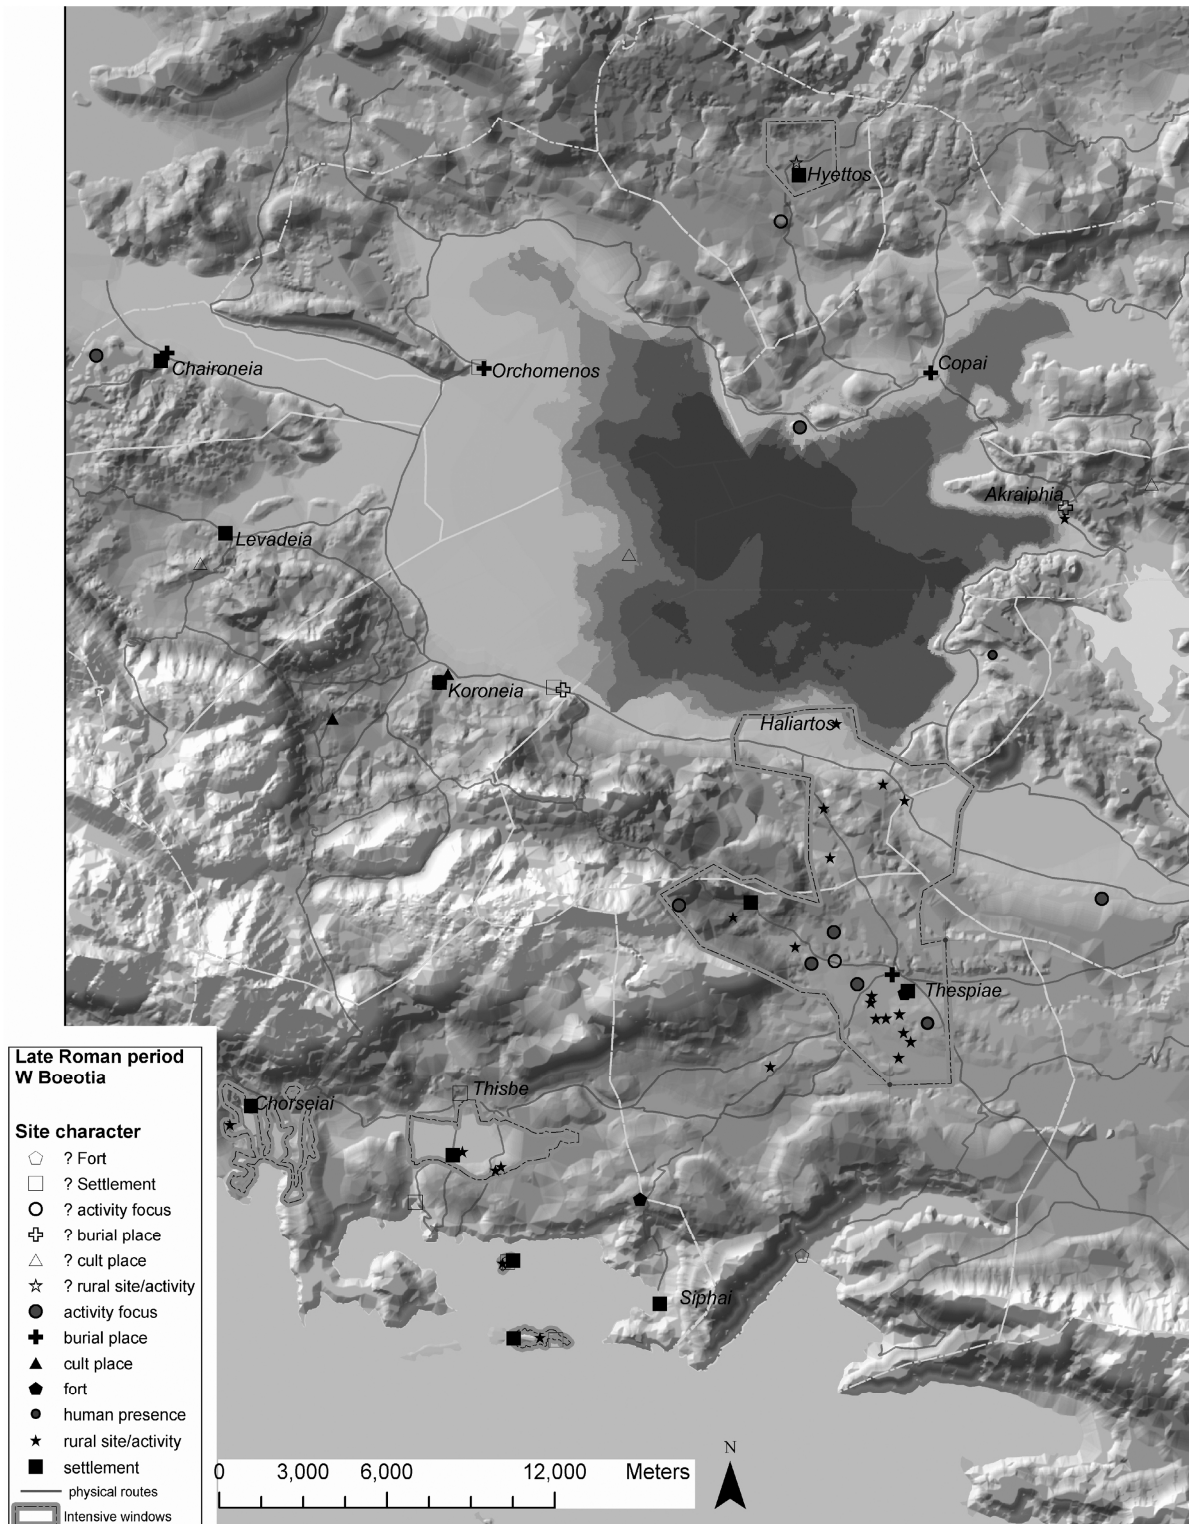 Hyettos
Chaironeia
Orchomenos
Copai
Akraiphia
Levadeia
Koroneia
Haliartos
Thespiae
Thisbe
Chorseiai
Siphai
Late Roman period
W Boeotia
Site character
? Fort
? Settlement
? activity focus
? burial place
? cult place
? rural site/activity
activity focus
burial place
cult place
fort
human presence
rural site/activity
settlement
physical routes
Intensive windows
0 3,000 6,000 12,000 Meters
N